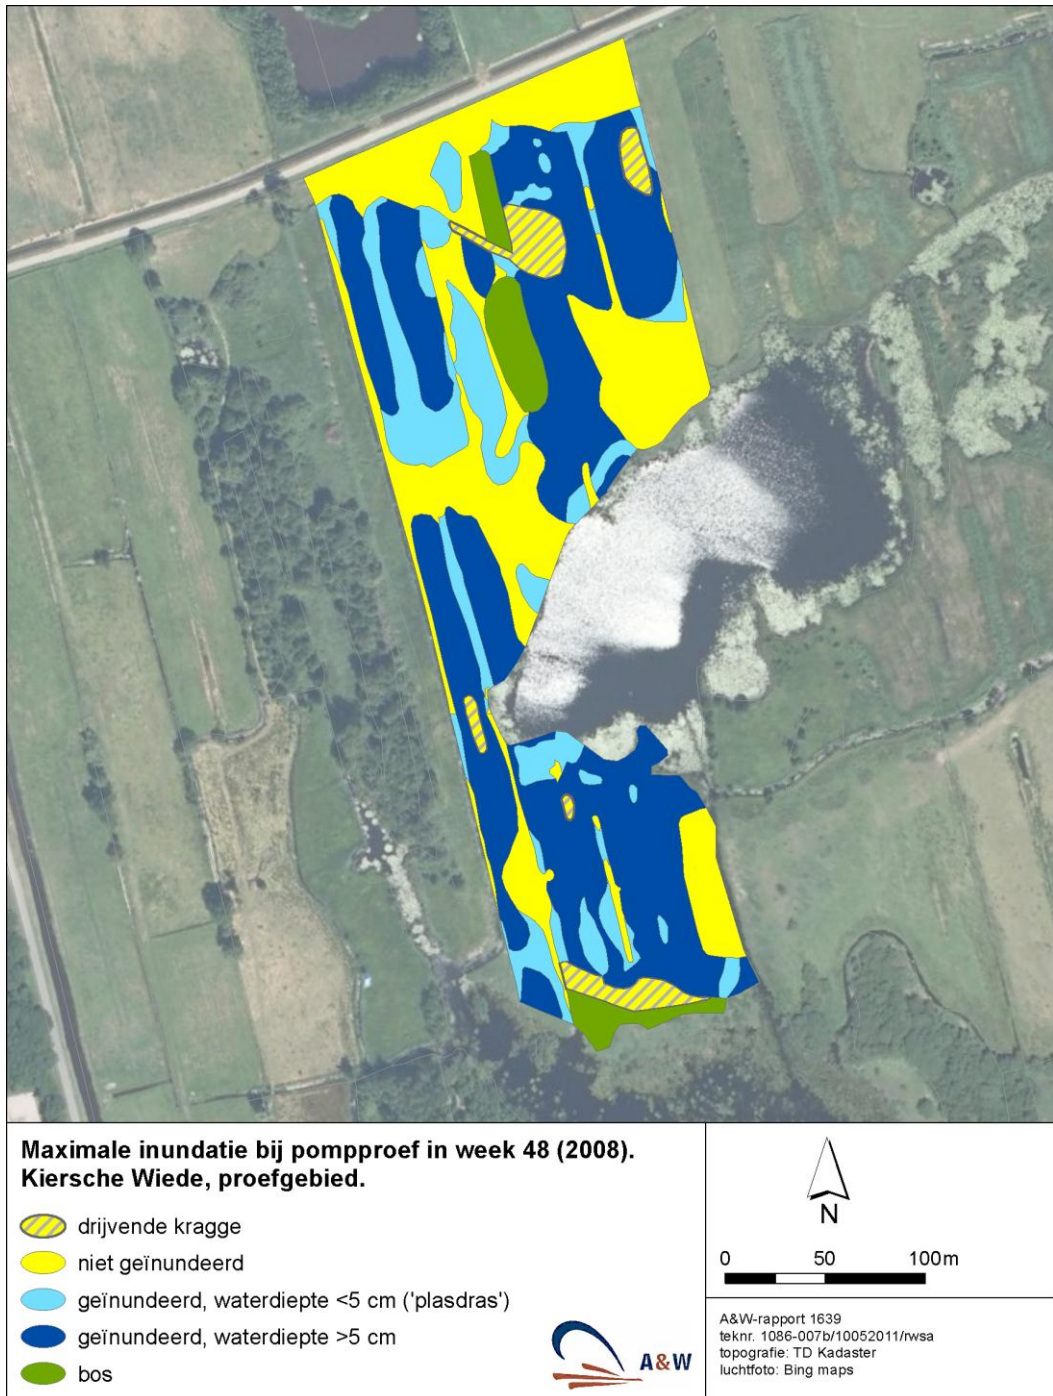 Maximale inundatie bij pompproef in week 48 (2008).
Kiersche Wiede, proefgebied.
drijvende kragge
niet geïnundeerd
geïnundeerd, waterdiepte <5 cm ('plasdras')
geïnundeerd, waterdiepte >5 cm
bos
A&W
N
0 50 100m
A&W-rapport 1639
teknr. 1086-007b/10052011/rwsa
topografie: TD Kadaster
luchtfoto: Bing maps